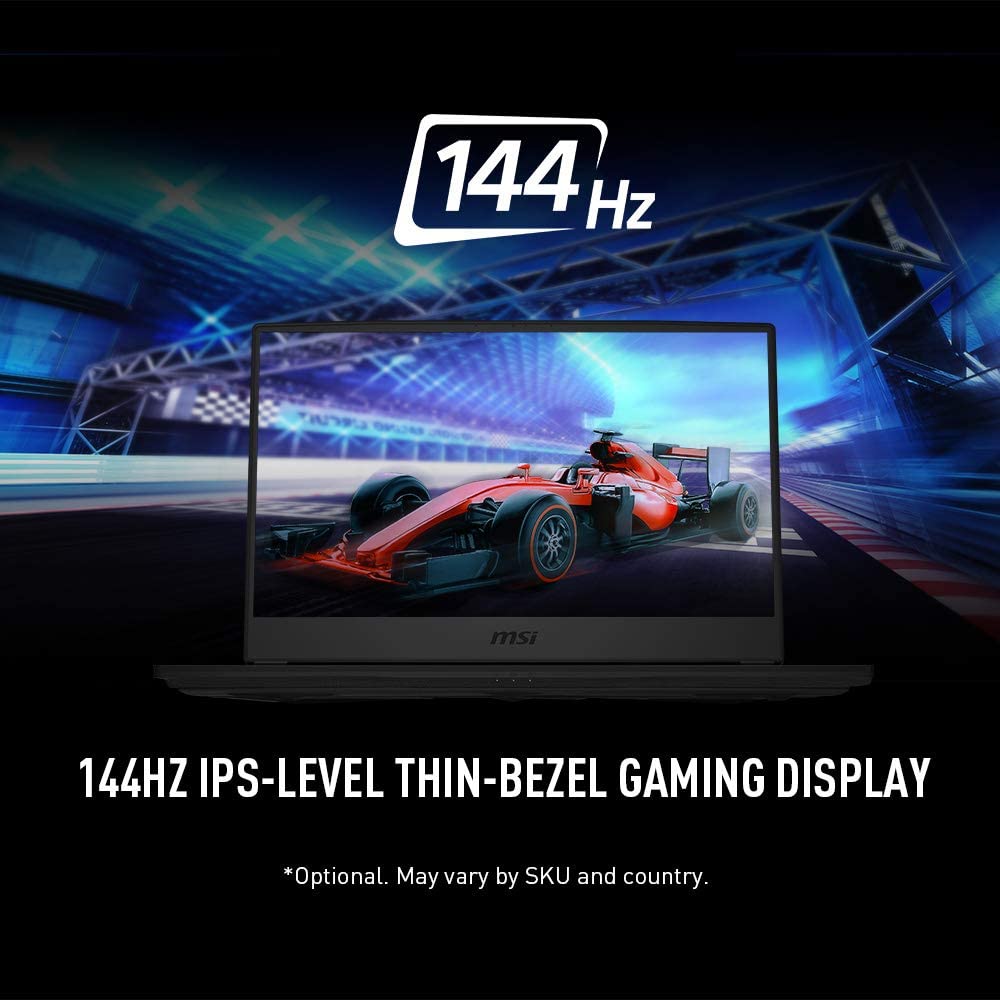 144Hz
msi
144HZ IPS-LEVEL THIN-BEZEL GAMING DISPLAY
*Optional. May vary by SKU and country.